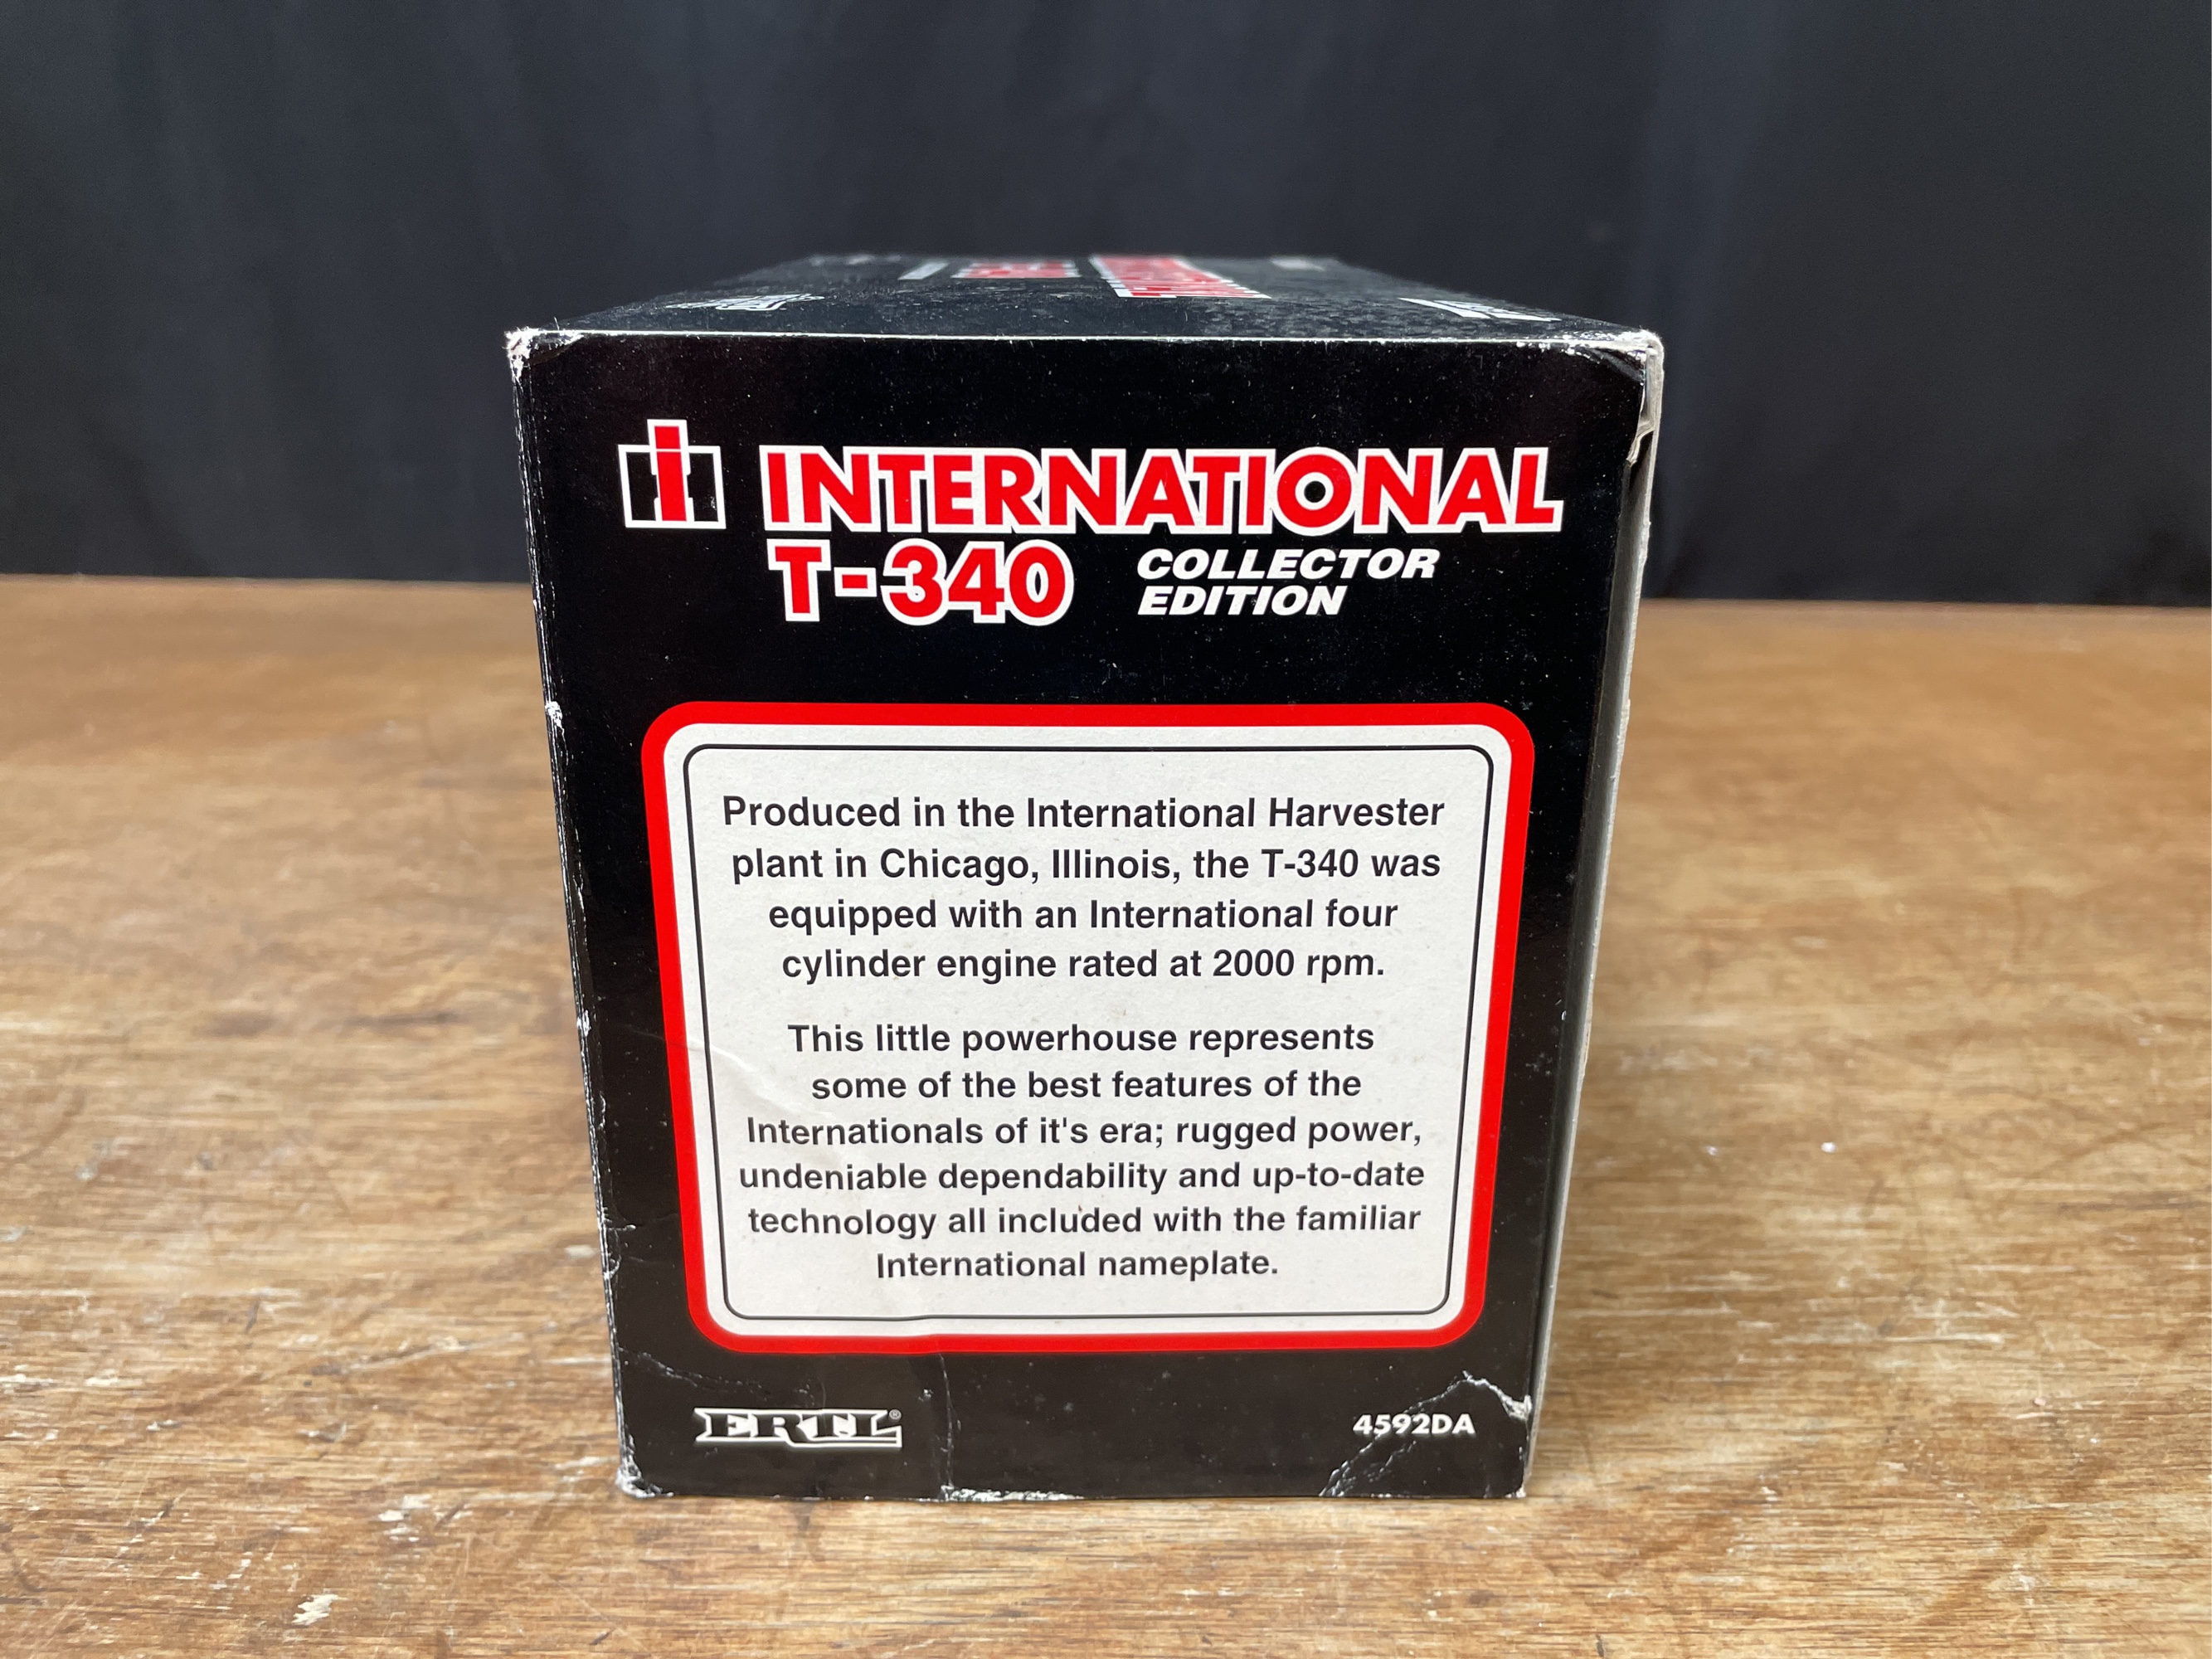 INTERNATIONAL
T-340 COLLECTOR
EDITION
Produced in the International Harvester
plant in Chicago, Illinois, the T-340 was
equipped with an International four
cylinder engine rated at 2000 rpm.
This little powerhouse represents
some of the best features of the
Internationals of it's era; rugged power,
undeniable dependability and up-to-date
technology all included with the familiar
International nameplate.
ERTL®
4592DA